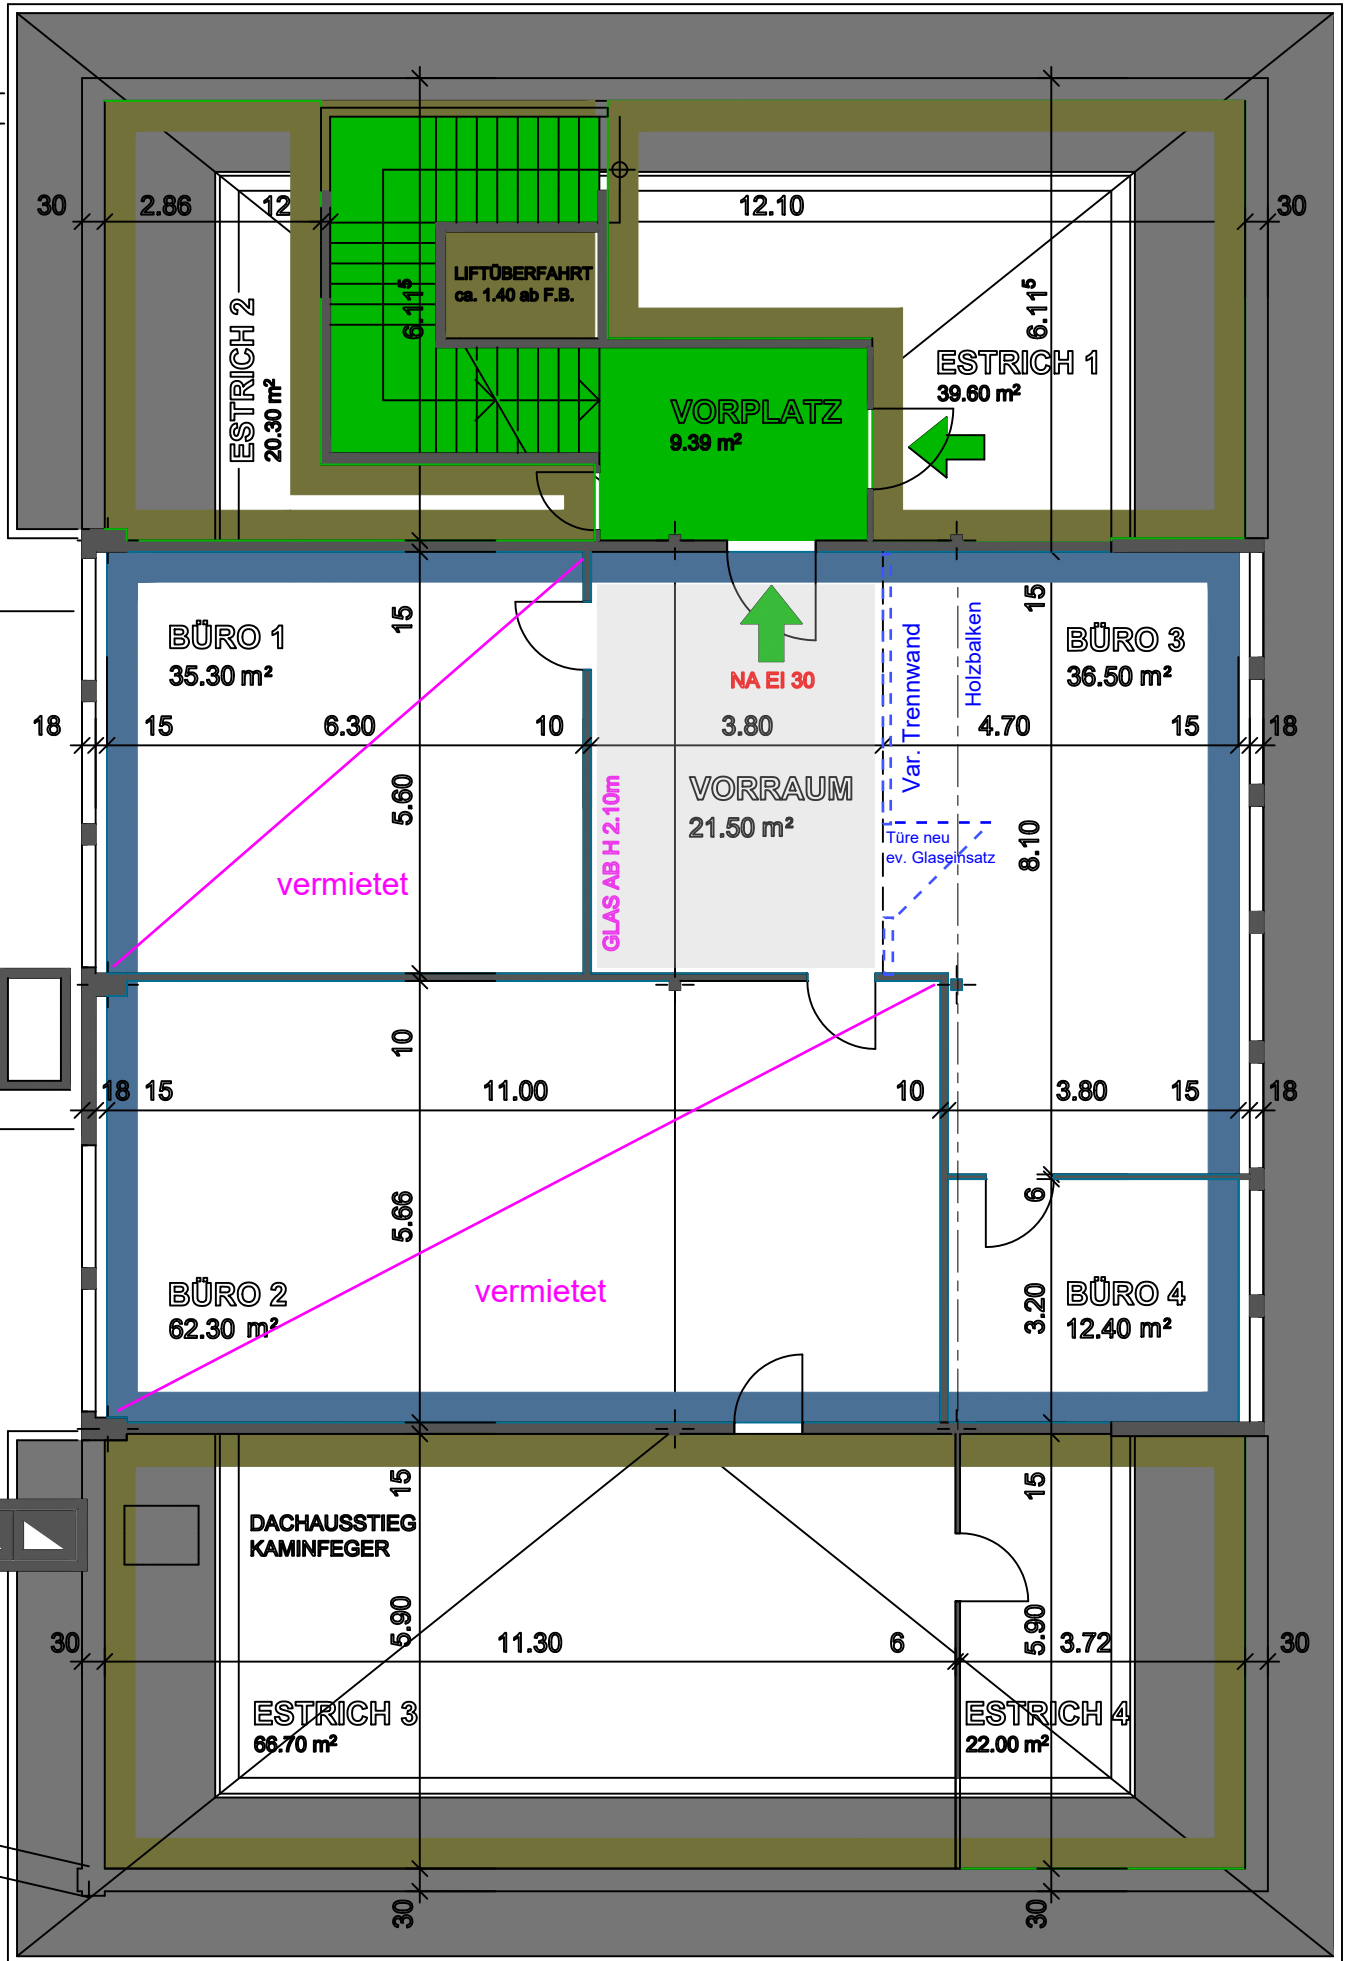 30
2.86
12
12.10
30
LIFTÜBERFAHRT
ca. 1.40 ab F.B.
6.11⁵
6.11⁵
ESTRICH 2
20.30 m²
ESTRICH 1
39.60 m²
VORPLATZ
9.39 m²
BÜRO 1
35.30 m²
15
NA EI 30
Var. Trennwand
Holzbalken
15
BÜRO 3
36.50 m²
18
15
6.30
10
3.80
4.70
15
18
5.60
VORRAUM
21.50 m²
GLAS AB H 2.10m
Türe neu
ev. Glaseinsatz
8.10
vermietet
10
18
15
11.00
10
3.80
15
18
5.66
6
BÜRO 2
62.30 m²
vermietet
3.20
BÜRO 4
12.40 m²
15
15
DACHAUSSTIEG
KAMINFEGER
5.90
5.90
30
11.30
6
3.72
30
ESTRICH 3
66.70 m²
ESTRICH 4
22.00 m²
30
30